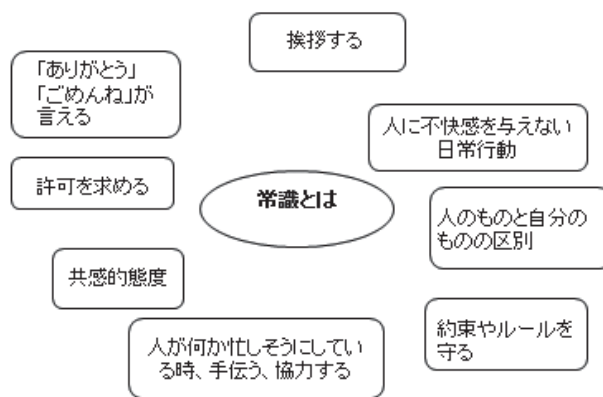 挨拶する
「ありがとう」
「ごめんね」が
言える
人に不快感を与えない
日常行動
許可を求める
常識とは
人のものと自分の
ものの区別
共感的態度
人が何か忙しそうにしてい
る時、手伝う、協力する
約束やルールを
守る